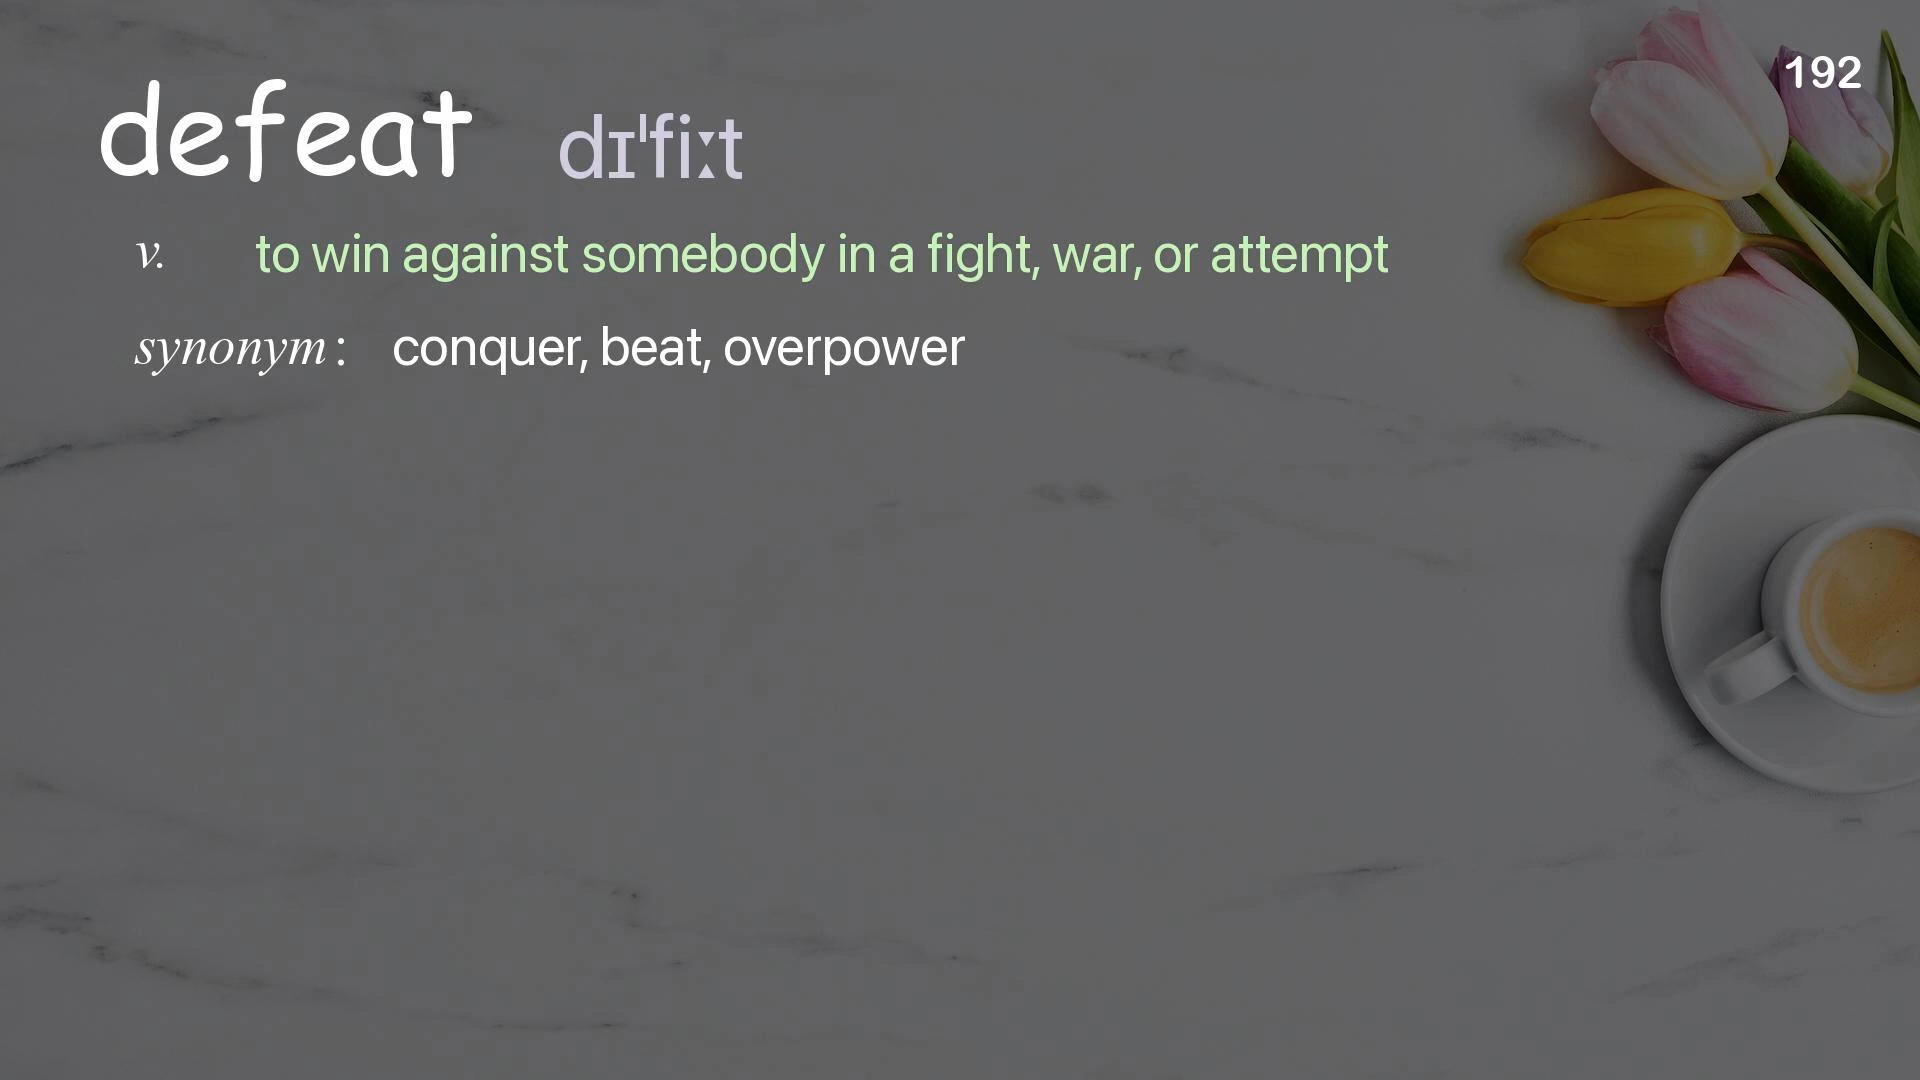 192
defeat dɪˈfiːt
v. to win against somebody in a fight, war, or attempt
synonym : conquer, beat, overpower